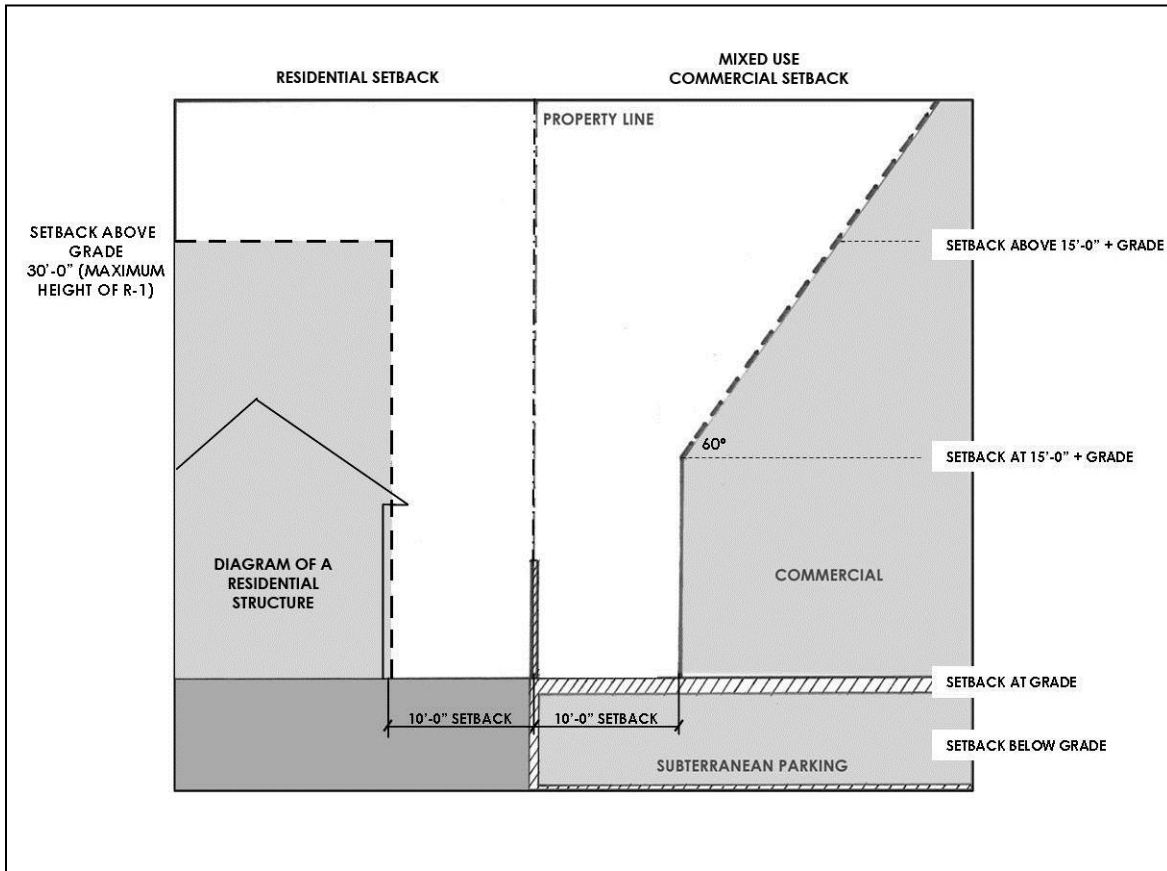 RESIDENTIAL SETBACK
MIXED USE
COMMERCIAL SETBACK
PROPERTY LINE
SETBACK ABOVE
GRADE
30'-0" (MAXIMUM
HEIGHT OF R-1)
SETBACK ABOVE 15'-0" + GRADE
60°
SETBACK AT 15'-0" + GRADE
DIAGRAM OF A
RESIDENTIAL
STRUCTURE
COMMERCIAL
SETBACK AT GRADE
10'-0" SETBACK
10'-0" SETBACK
SETBACK BELOW GRADE
SUBTERRANEAN PARKING